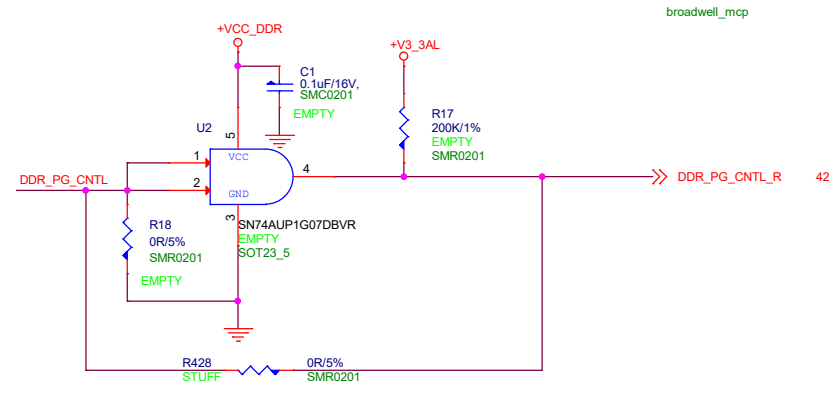 broadwell_mcp
+VCC_DDR
+V3_3AL
C1
0.1uF/16V,
SMC0201
EMPTY
R17
200K/1%
EMPTY
SMR0201
U2
5
VCC
1
4
DDR_PG_CNTL
2
GND
DDR_PG_CNTL_R 42
3
SN74AUP1G07DBVR
EMPTY
SOT23_5
R18
0R/5%
SMR0201
EMPTY
R428
STUFF
0R/5%
SMR0201